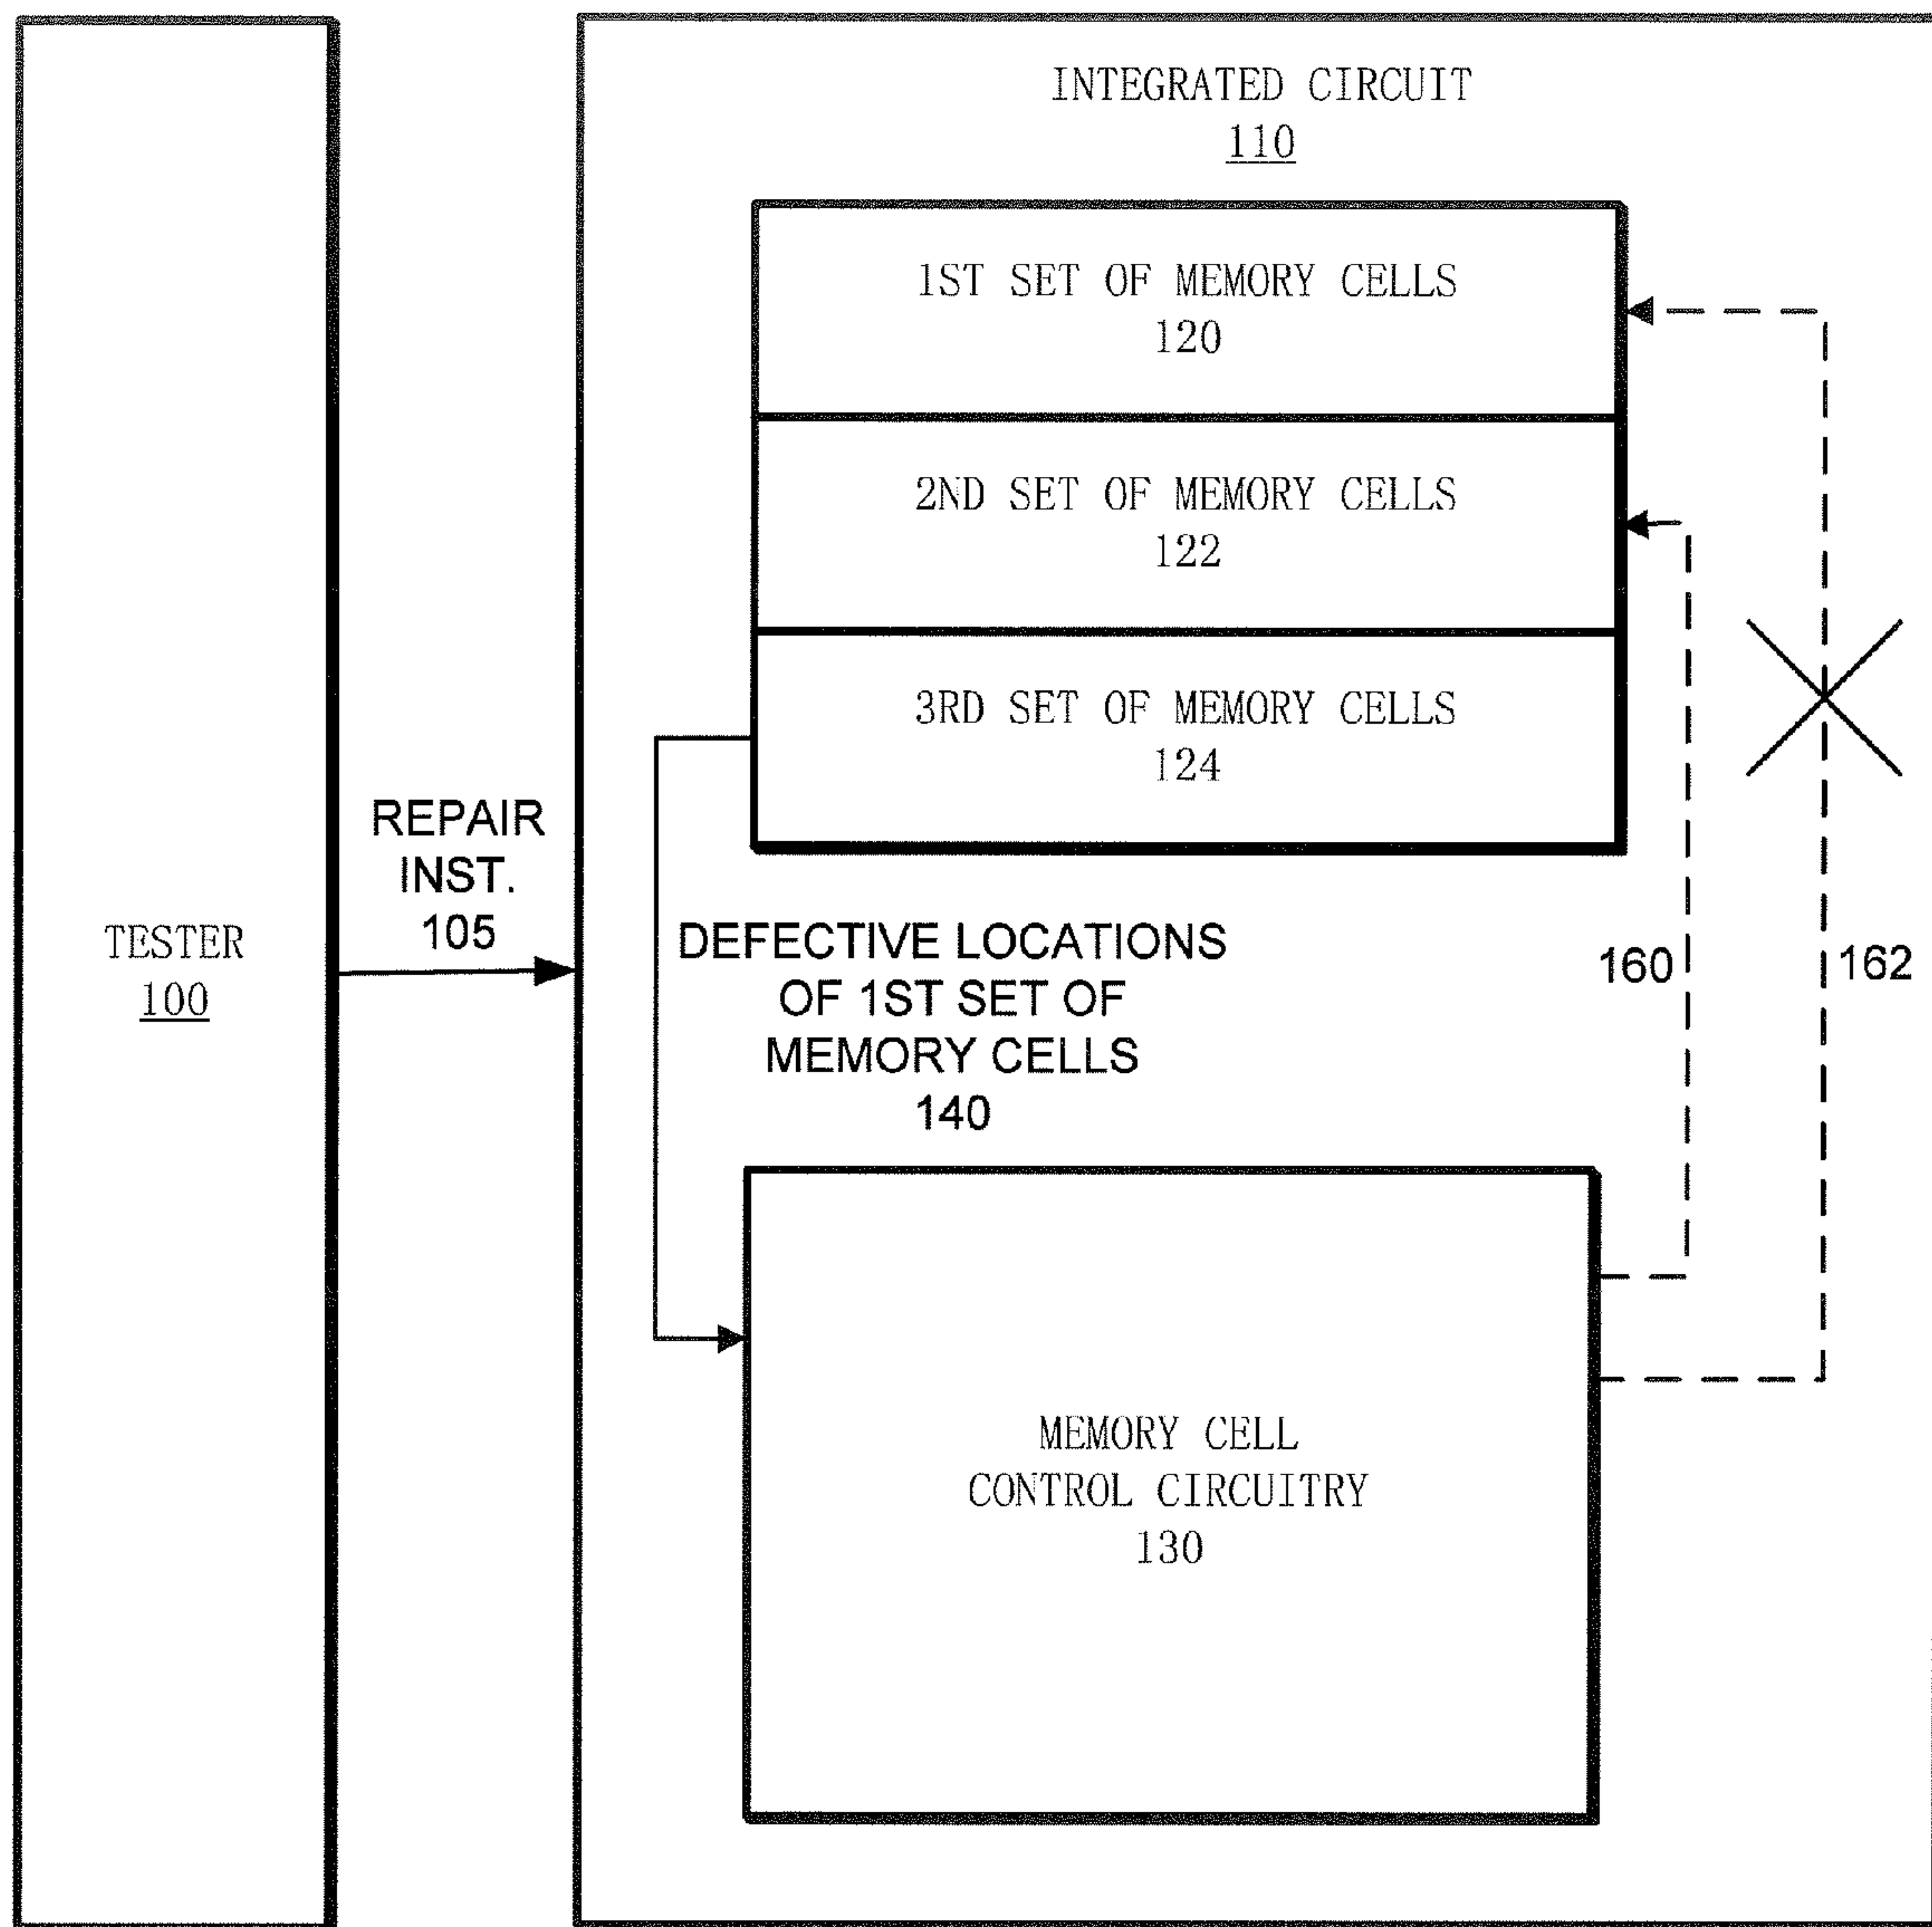 INTEGRATED CIRCUIT
110
1ST SET OF MEMORY CELLS
120
2ND SET OF MEMORY CELLS
122
3RD SET OF MEMORY CELLS
124
REPAIR
INST.
105
TESTER
100
DEFECTIVE LOCATIONS
OF 1ST SET OF
MEMORY CELLS
140
160
162
MEMORY CELL
CONTROL CIRCUITRY
130